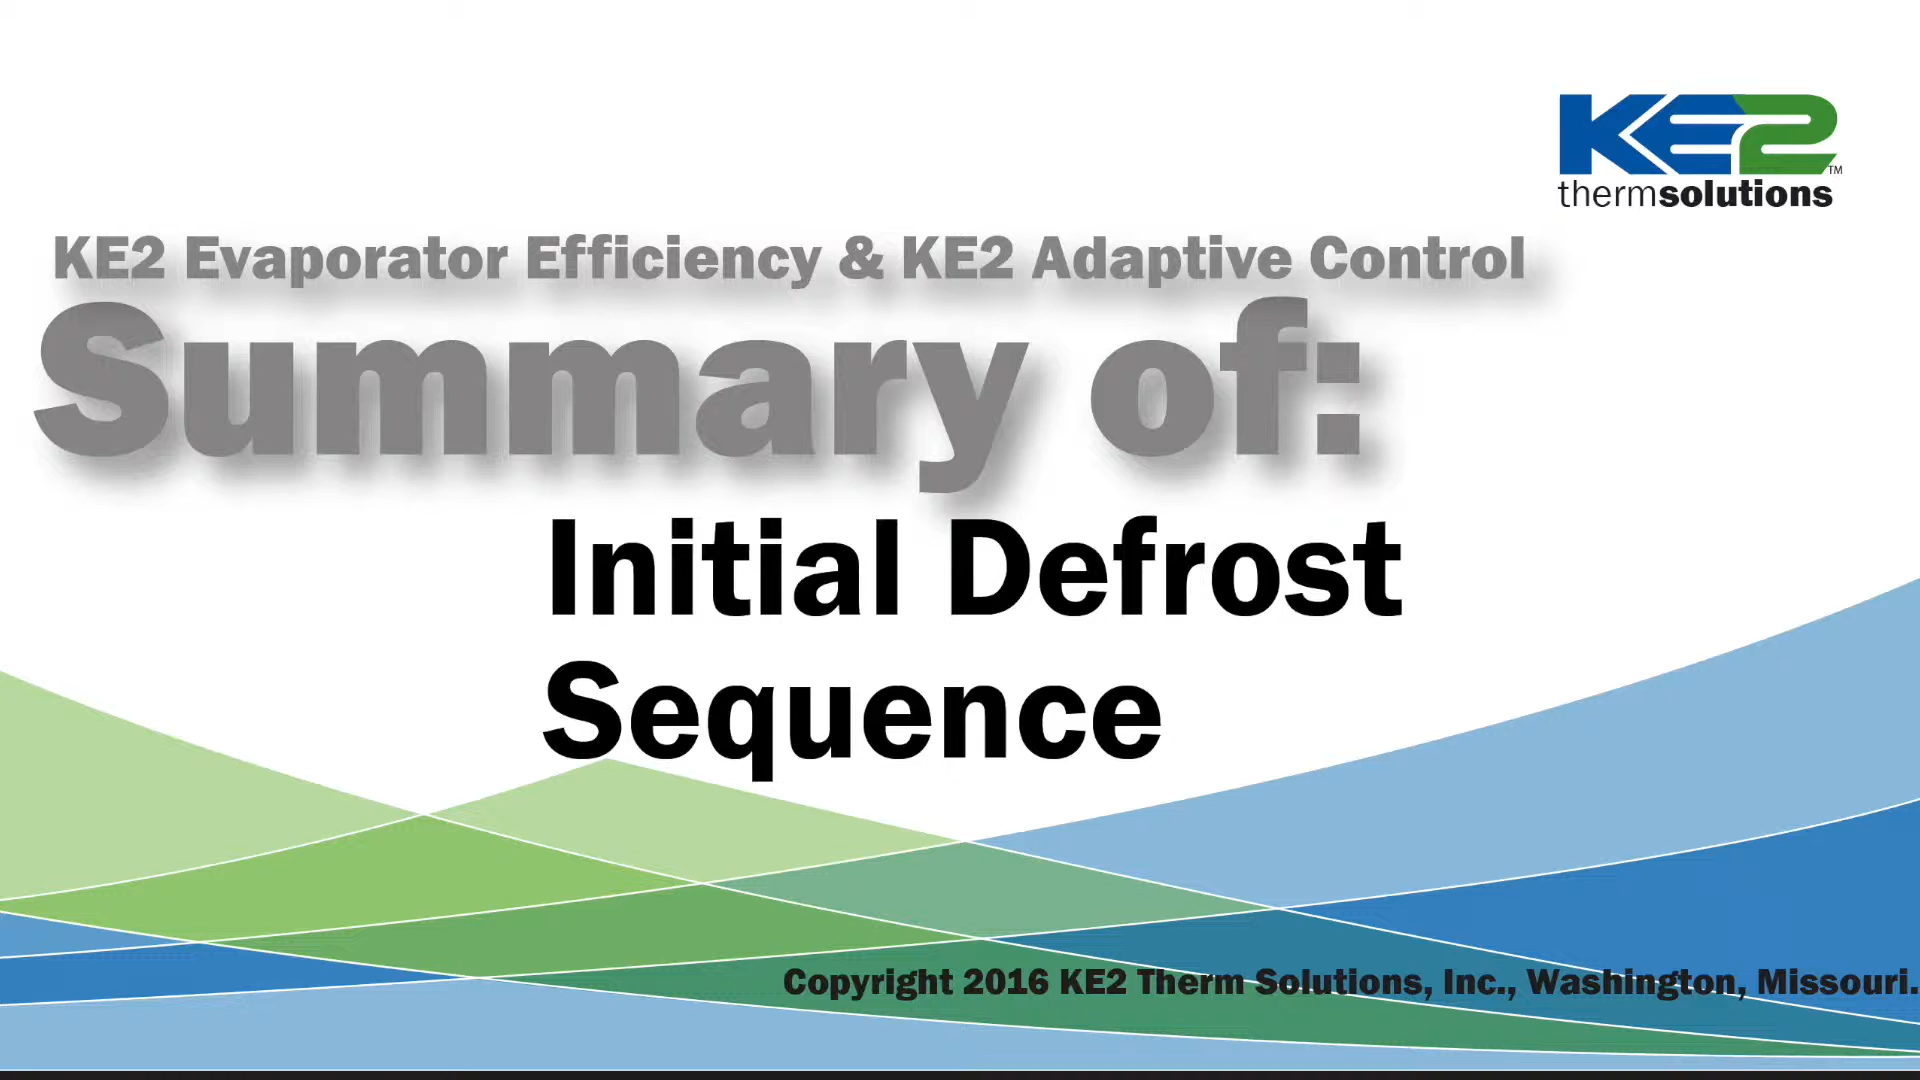 KE2
TM
thermsolutions
KE2 Evaporator Efficiency & KE2 Adaptive Control
Summary of:
Initial Defrost
Sequence
Copyright 2016 KE2 Therm Solutions, Inc., Washington, Missouri.